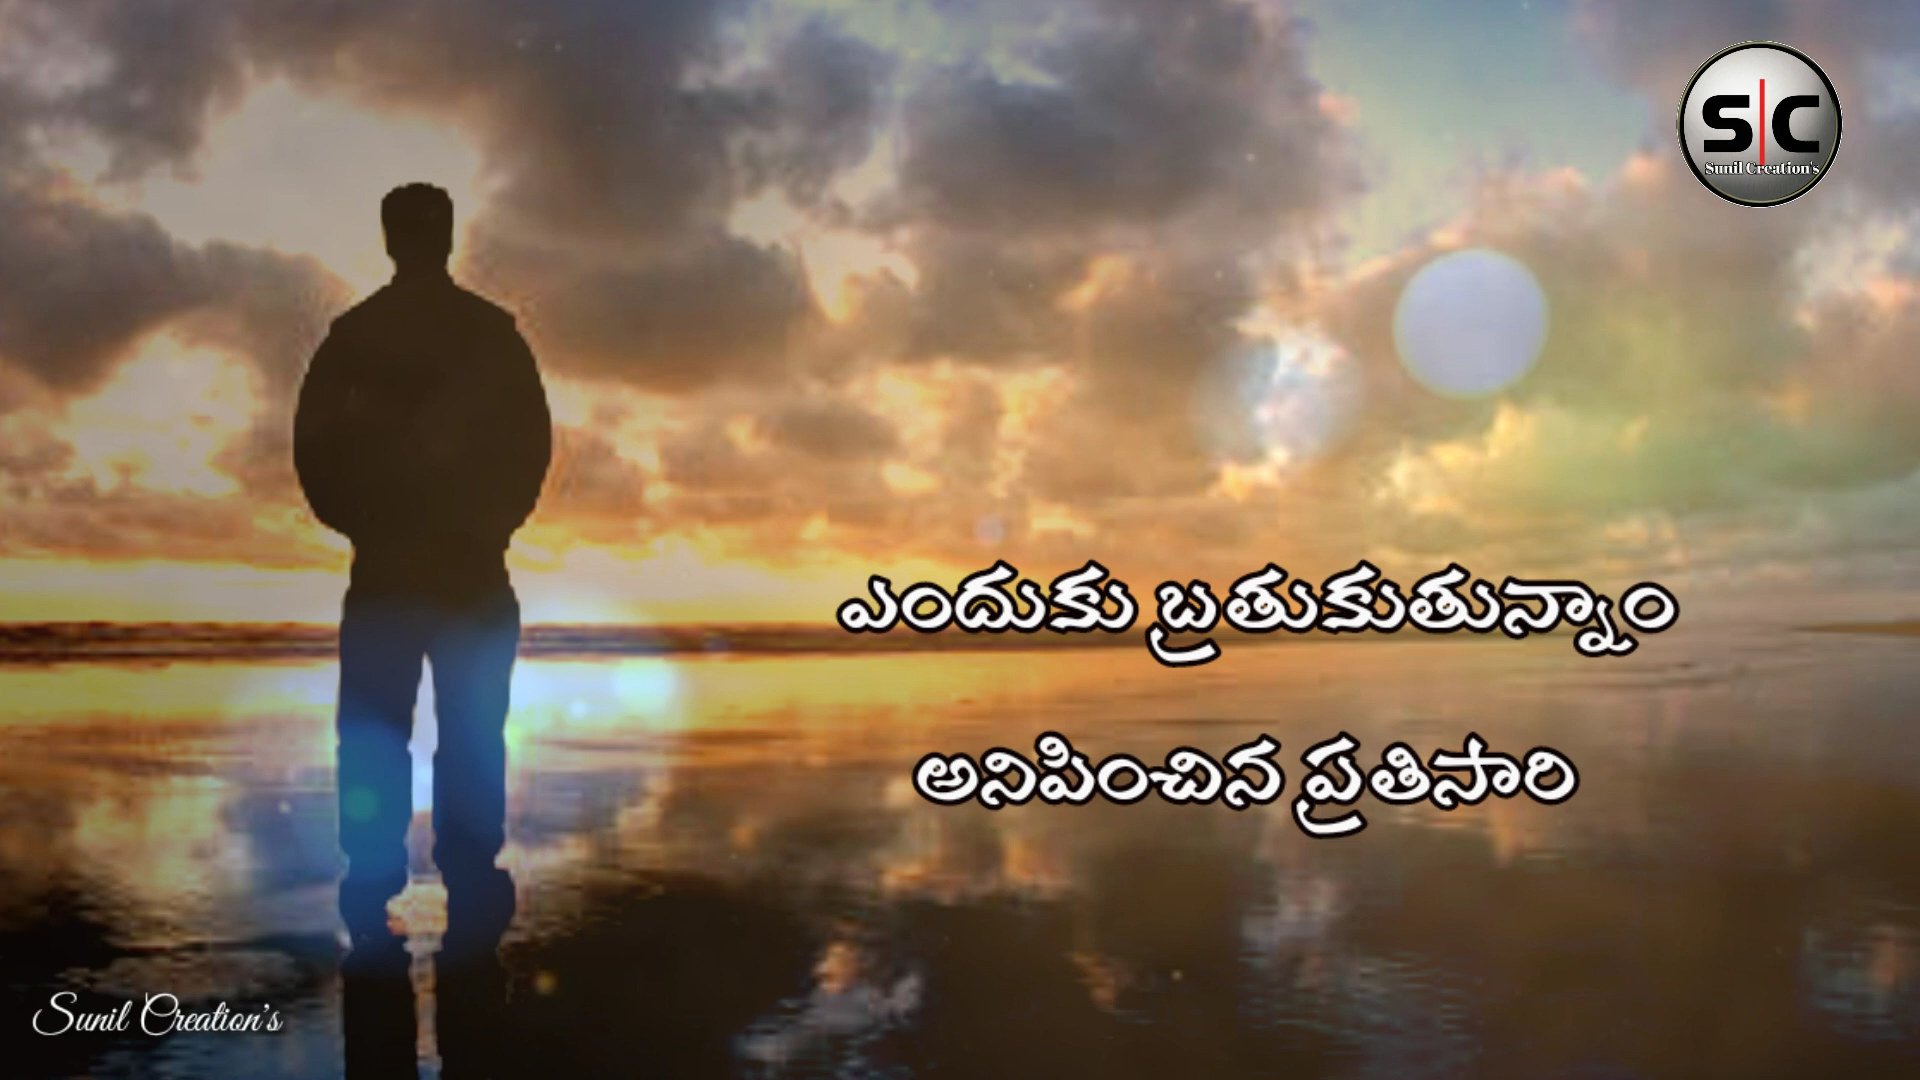 S|C
Sunil Creation's
ఎందుకు బ్రతుకుతున్నాం
అనిపించిన ప్రతిసారి
Sunil Creation's